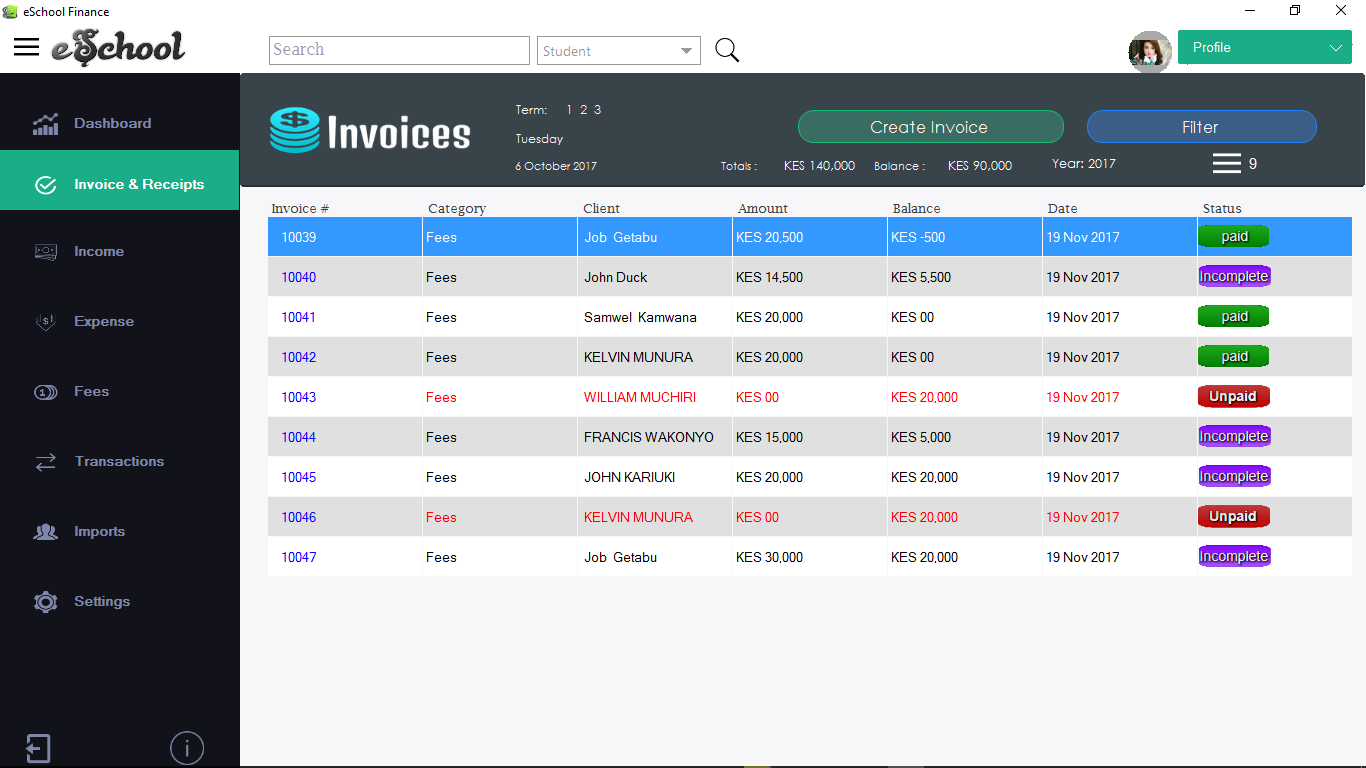 eSchool Finance
eSchool
Search
Student
Profile
Dashboard
Invoice & Receipts
Income
Expense
Fees
Transactions
Imports
Settings
Invoices
Term: 1 2 3
Tuesday
6 October 2017
Create Invoice
Filter
Totals : KES 140,000 Balance : KES 90,000 Year: 2017 9
Invoice # Category Client Amount Balance Date Status
10039 Fees Job Getabu KES 20,500 KES -500 19 Nov 2017 paid
10040 Fees John Duck KES 14,500 KES 5,500 19 Nov 2017 Incomplete
10041 Fees Samwel Kamwana KES 20,000 KES 00 19 Nov 2017 paid
10042 Fees KELVIN MUNURA KES 20,000 KES 00 19 Nov 2017 paid
10043 Fees WILLIAM MUCHIRI KES 00 KES 20,000 19 Nov 2017 Unpaid
10044 Fees FRANCIS WAKONYO KES 15,000 KES 5,000 19 Nov 2017 Incomplete
10045 Fees JOHN KARIUKI KES 20,000 KES 20,000 19 Nov 2017 Incomplete
10046 Fees KELVIN MUNURA KES 00 KES 20,000 19 Nov 2017 Unpaid
10047 Fees Job Getabu KES 30,000 KES 20,000 19 Nov 2017 Incomplete